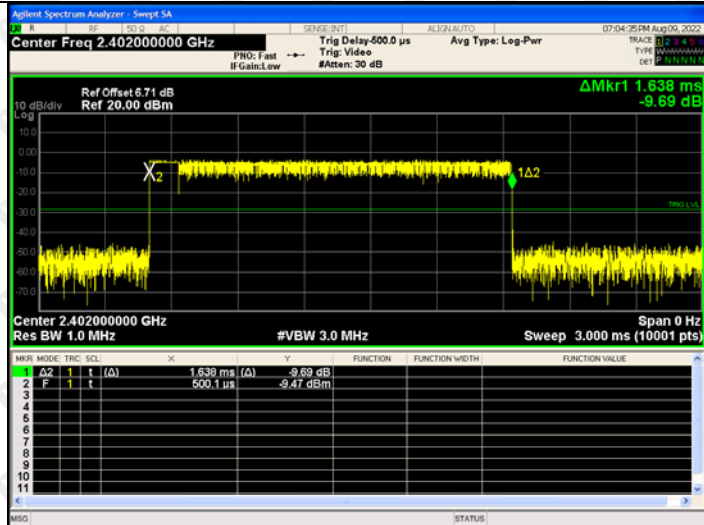 Agilent Spectrum Analyzer - Swept SA
R RF 50 Ω AC SENSE:INT ALIGN AUTO 07:04:35 PM Aug 09, 2022
Center Freq 2.402000000 GHz
PNO: Fast
IFGain:Low
Trig Delay-500.0 µs
Trig: Video
#Atten: 30 dB
Avg Type: Log-Pwr
TRACE 1 2 3 4 5 6
TYPE
DET P N N N N N
ΔMkr1 1.638 ms
-9.69 dB
Ref Offset 6.71 dB
10 dB/div Ref 20.00 dBm
Log
10.0
0.00
-10.0
-20.0
-30.0
-40.0
-50.0
-60.0
-70.0
X2
1Δ2
TRIG LVL
Center 2.402000000 GHz Span 0 Hz
Res BW 1.0 MHz #VBW 3.0 MHz Sweep 3.000 ms (10001 pts)
MKR MODE TRC SCL X Y FUNCTION FUNCTION WIDTH FUNCTION VALUE
1 Δ2 1 t (Δ) 1.638 ms (Δ) -9.69 dB
2 F 1 t 500.1 µs -9.47 dBm
3
4
5
6
7
8
9
10
11
MSG STATUS